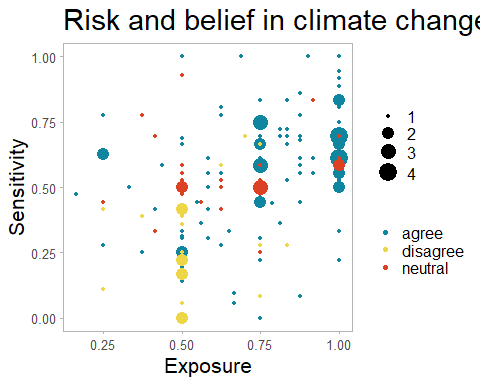 Risk and belief in climate change
1.00
0.75
0.50
0.25
0.00
Sensitivity
0.25
0.50
0.75
1.00
Exposure
1
2
3
4
agree
disagree
neutral